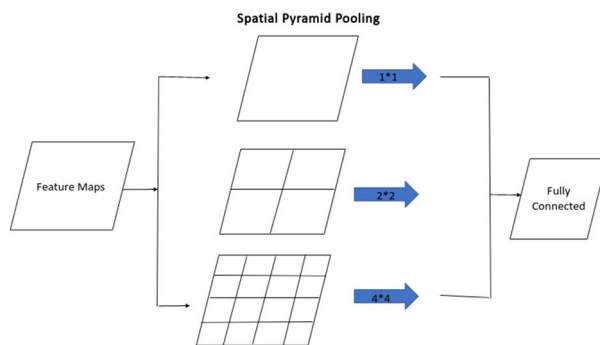 Spatial Pyramid Pooling
1*1
Feature Maps
2*2
Fully
Connected
4*4